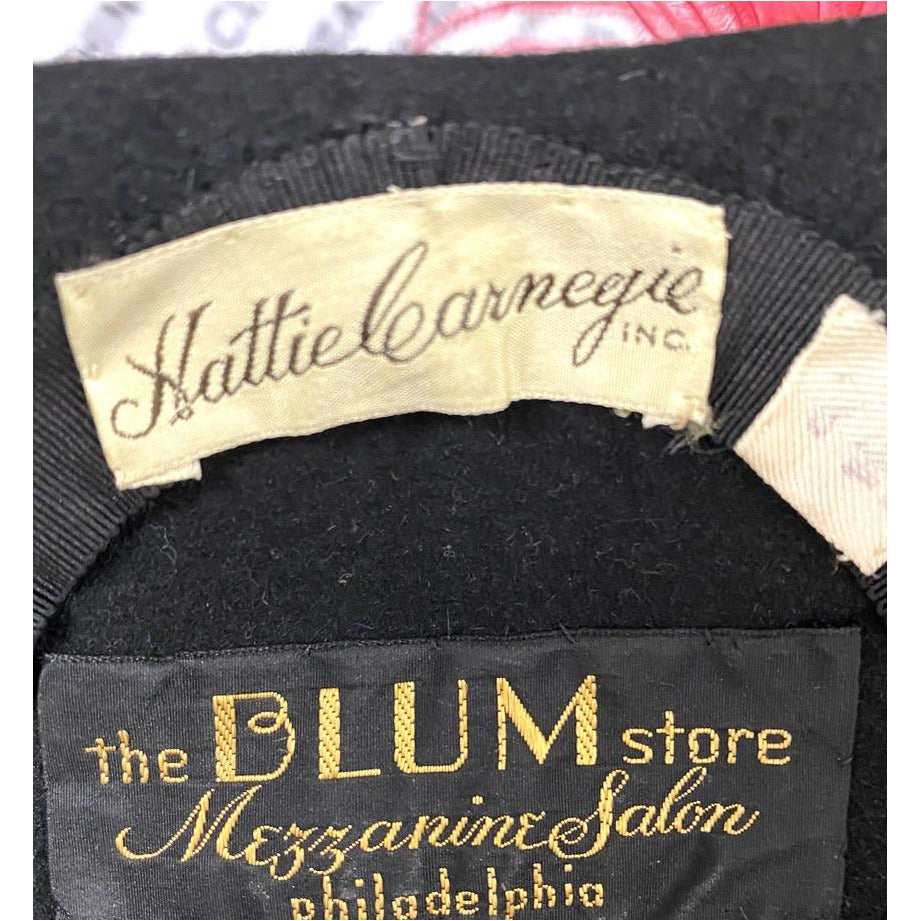 Hattie Carnegie
INC.
the BLUM store
Mezzanine Salon
philadelphia